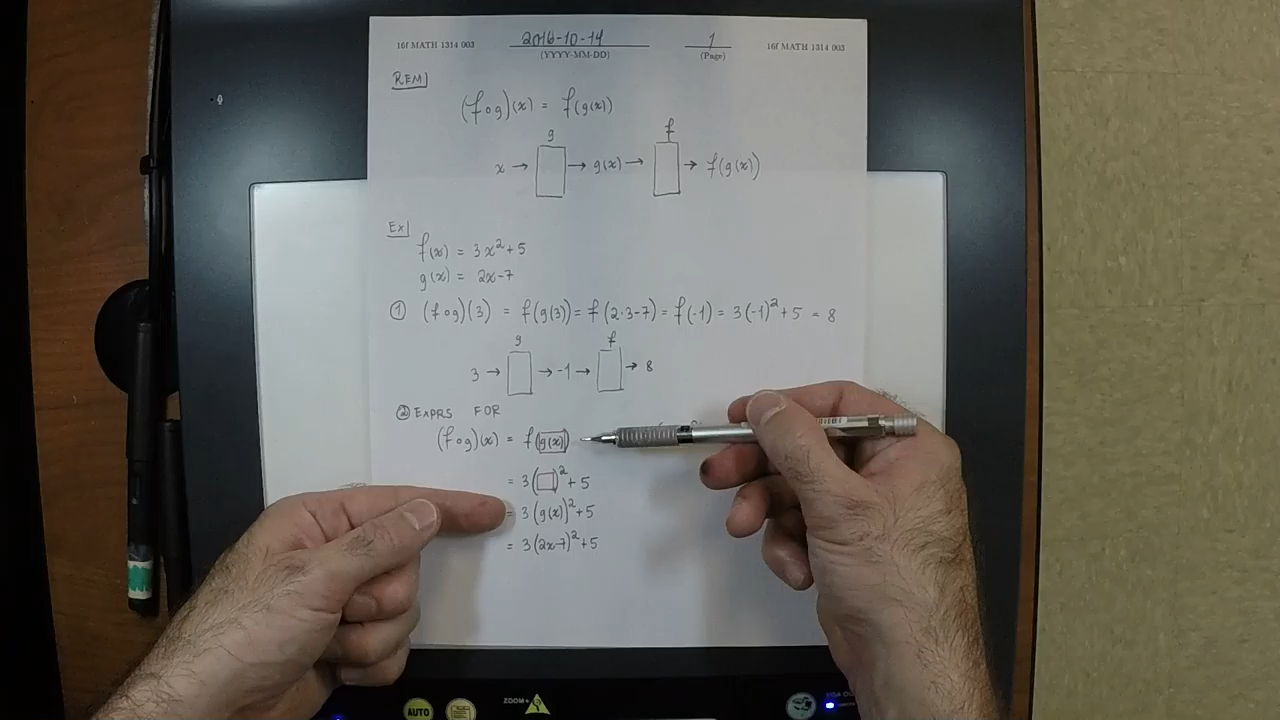 16f MATH 1314 003 2016-10-14 1 16f MATH 1314 003
(YYYY-MM-DD) (Page)
REM
(f∘g)(x) = f(g(x))
g f
x → → g(x) → → f(g(x))
Ex
f(x) = 3x²+5
g(x) = 2x-7
① (f∘g)(3) = f(g(3)) = f(2·3-7) = f(-1) = 3(-1)²+5 = 8
g f
3 → → -1 → → 8
② EXPRS FOR
(f∘g)(x) = f(g(x))
= 3(□)²+5
= 3(g(x))²+5
= 3(2x-7)²+5
AUTO ZOOM